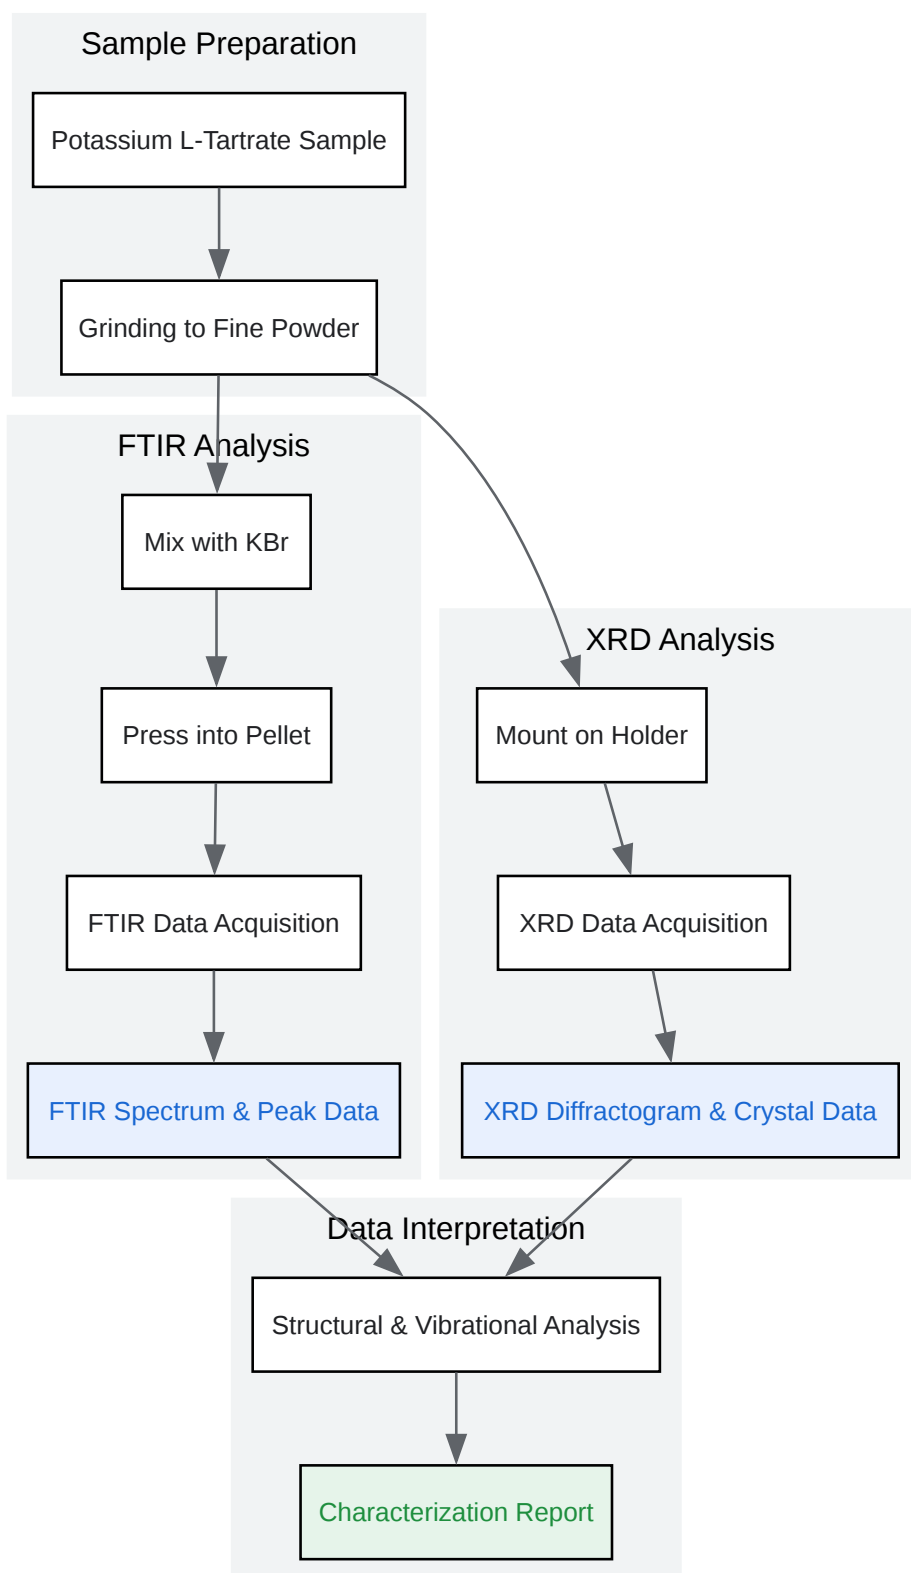 Sample Preparation
Potassium L-Tartrate Sample
Grinding to Fine Powder
FTIR Analysis
Mix with KBr
Press into Pellet
FTIR Data Acquisition
FTIR Spectrum & Peak Data
XRD Analysis
Mount on Holder
XRD Data Acquisition
XRD Diffractogram & Crystal Data
Data Interpretation
Structural & Vibrational Analysis
Characterization Report